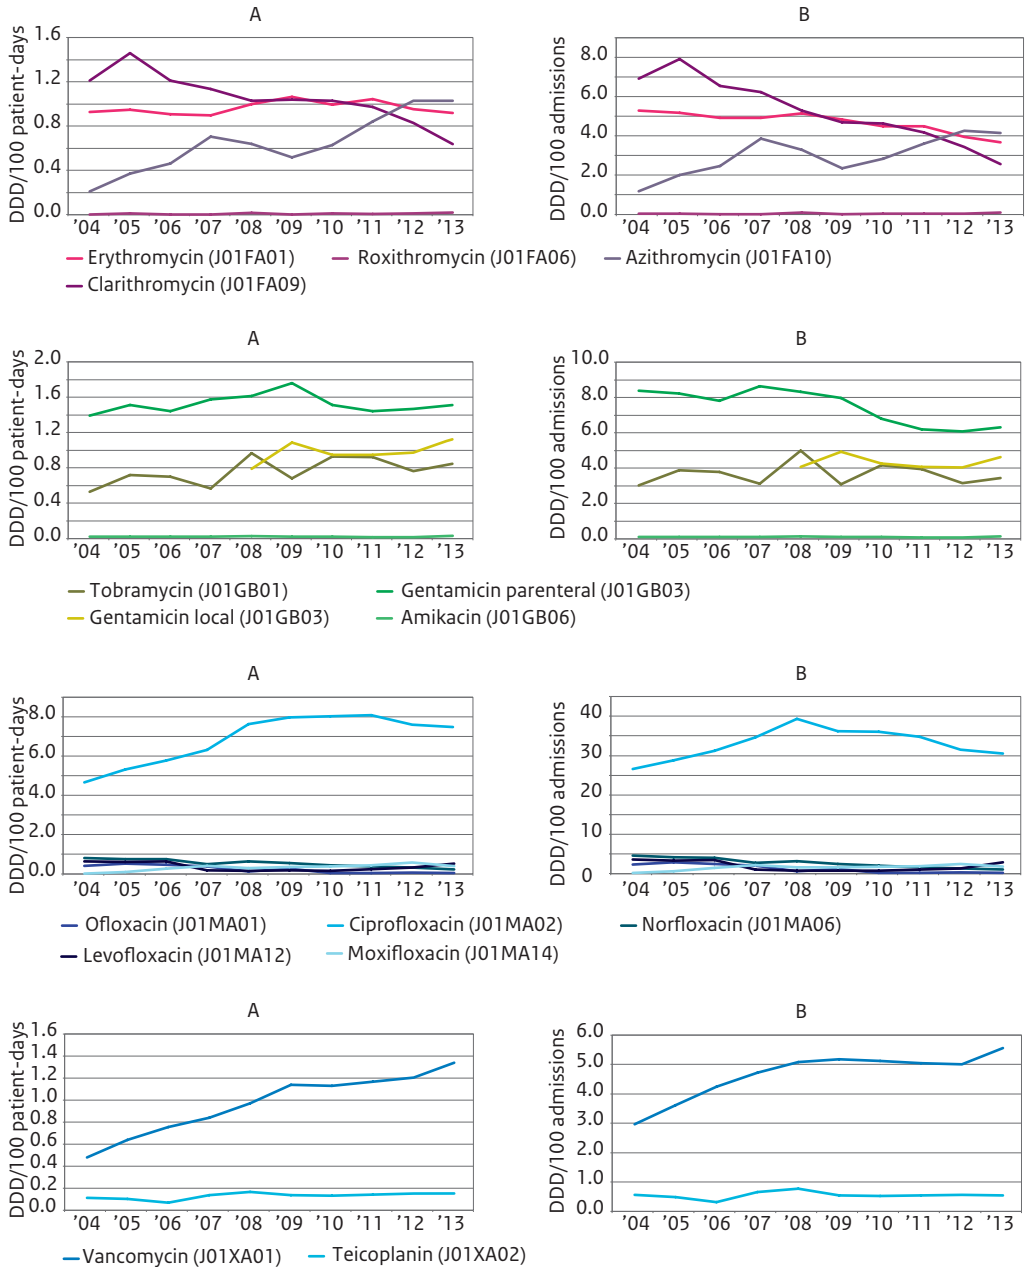 A
DDD/100 patient-days
1.6
1.2
0.8
0.4
0.0
’04 ’05 ’06 ’07 ’08 ’09 ’10 ’11 ’12 ’13
B
DDD/100 admissions
8.0
6.0
4.0
2.0
0.0
’04 ’05 ’06 ’07 ’08 ’09 ’10 ’11 ’12 ’13
Erythromycin (J01FA01) Roxithromycin (J01FA06) Azithromycin (J01FA10)
Clarithromycin (J01FA09)
A
DDD/100 patient-days
2.0
1.6
1.2
0.8
0.4
0.0
’04 ’05 ’06 ’07 ’08 ’09 ’10 ’11 ’12 ’13
B
DDD/100 admissions
10.0
8.0
6.0
4.0
2.0
0.0
’04 ’05 ’06 ’07 ’08 ’09 ’10 ’11 ’12 ’13
Tobramycin (J01GB01) Gentamicin parenteral (J01GB03)
Gentamicin local (J01GB03) Amikacin (J01GB06)
A
DDD/100 patient-days
8.0
6.0
4.0
2.0
0.0
’04 ’05 ’06 ’07 ’08 ’09 ’10 ’11 ’12 ’13
B
DDD/100 admissions
40
30
20
10
0
’04 ’05 ’06 ’07 ’08 ’09 ’10 ’11 ’12 ’13
Ofloxacin (J01MA01) Ciprofloxacin (J01MA02) Norfloxacin (J01MA06)
Levofloxacin (J01MA12) Moxifloxacin (J01MA14)
A
DDD/100 patient-days
1.6
1.4
1.2
1.0
0.8
0.6
0.4
0.2
0.0
’04 ’05 ’06 ’07 ’08 ’09 ’10 ’11 ’12 ’13
B
DDD/100 admissions
6.0
5.0
4.0
3.0
2.0
1.0
0.0
’04 ’05 ’06 ’07 ’08 ’09 ’10 ’11 ’12 ’13
Vancomycin (J01XA01) Teicoplanin (J01XA02)